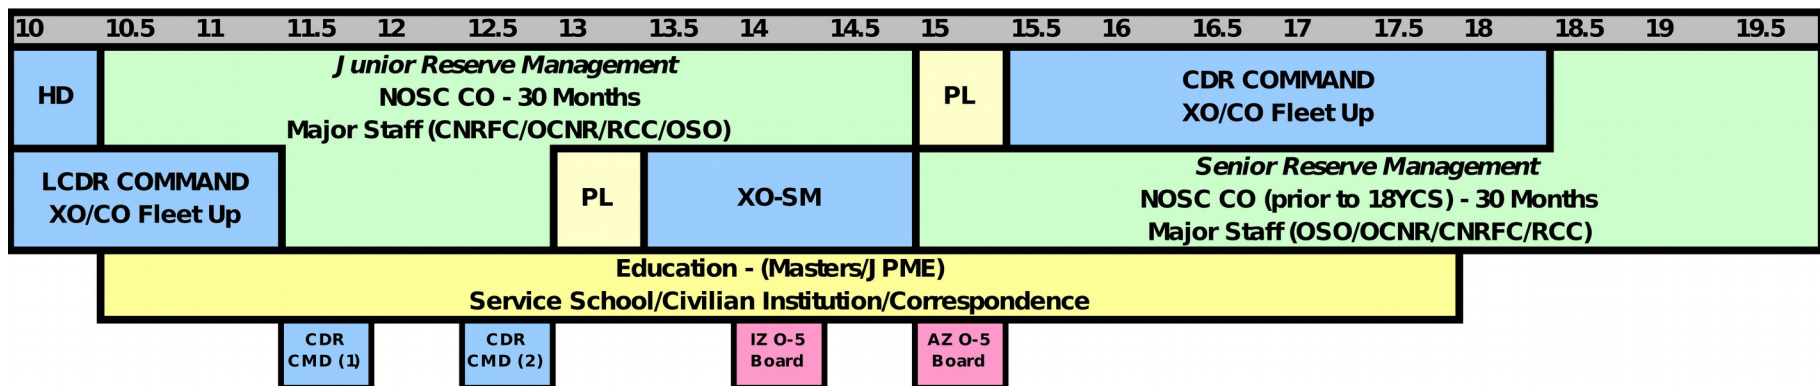 10 10.5 11 11.5 12 12.5 13 13.5 14 14.5 15 15.5 16 16.5 17 17.5 18 18.5 19 19.5
HD
Junior Reserve Management
NOSC CO - 30 Months
Major Staff (CNRFC/OCNR/RCC/OSO)
PL
CDR COMMAND
XO/CO Fleet Up
LCDR COMMAND
XO/CO Fleet Up
PL
XO-SM
Senior Reserve Management
NOSC CO (prior to 18YCS) - 30 Months
Major Staff (OSO/OCNR/CNRFC/RCC)
Education - (Masters/JPME)
Service School/Civilian Institution/Correspondence
CDR
CMD (1)
CDR
CMD (2)
IZ O-5
Board
AZ O-5
Board